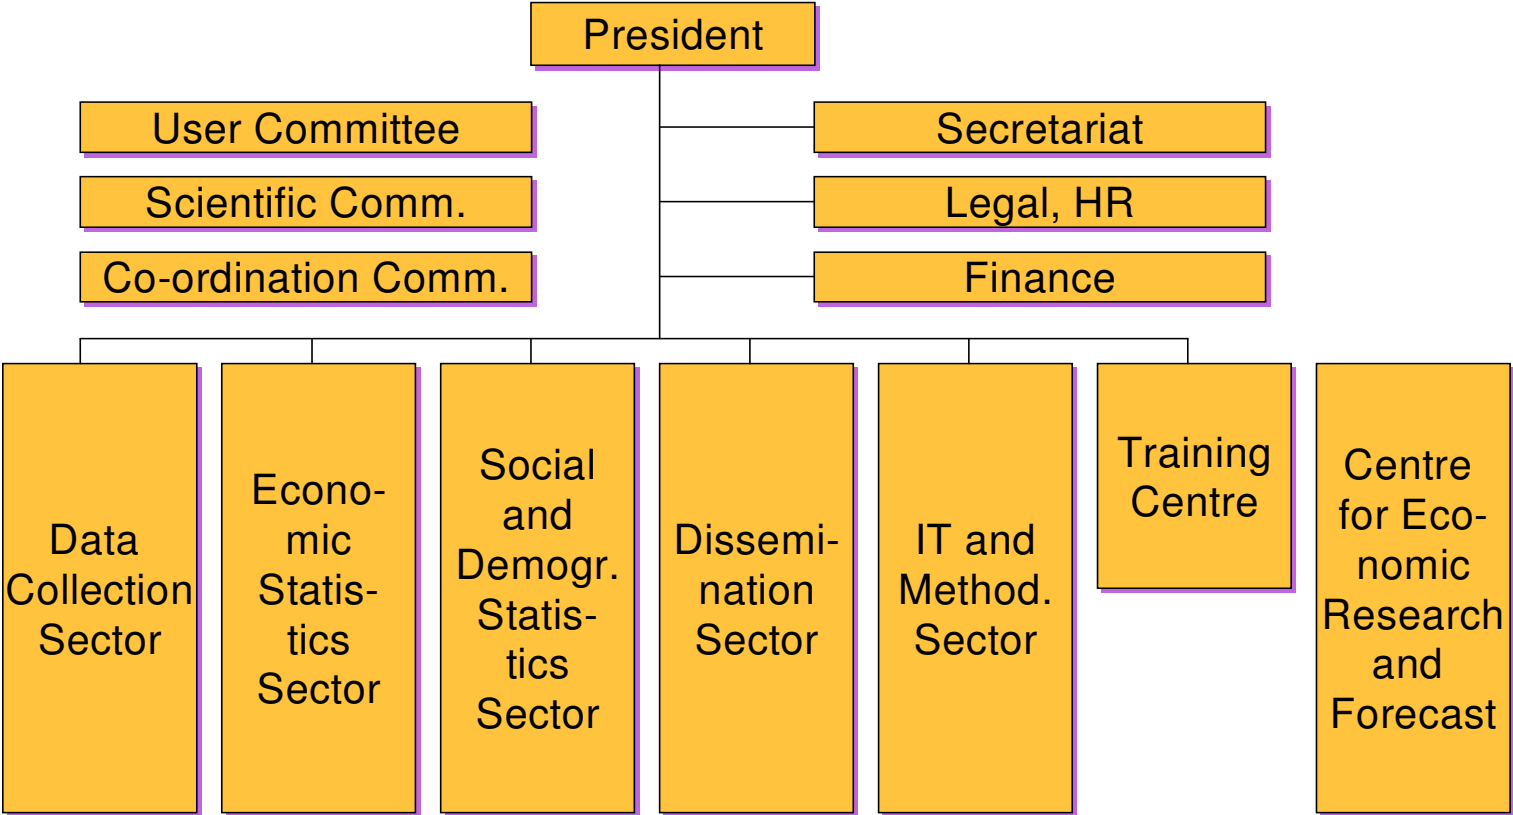 President
User Committee
Secretariat
Scientific Comm.
Legal, HR
Co-ordination Comm.
Finance
Data
Collection
Sector
Econo-
mic
Statis-
tics
Sector
Social
and
Demogr.
Statis-
tics
Sector
Dissemi-
nation
Sector
IT and
Method.
Sector
Training
Centre
Centre
for Eco-
nomic
Research
and
Forecast